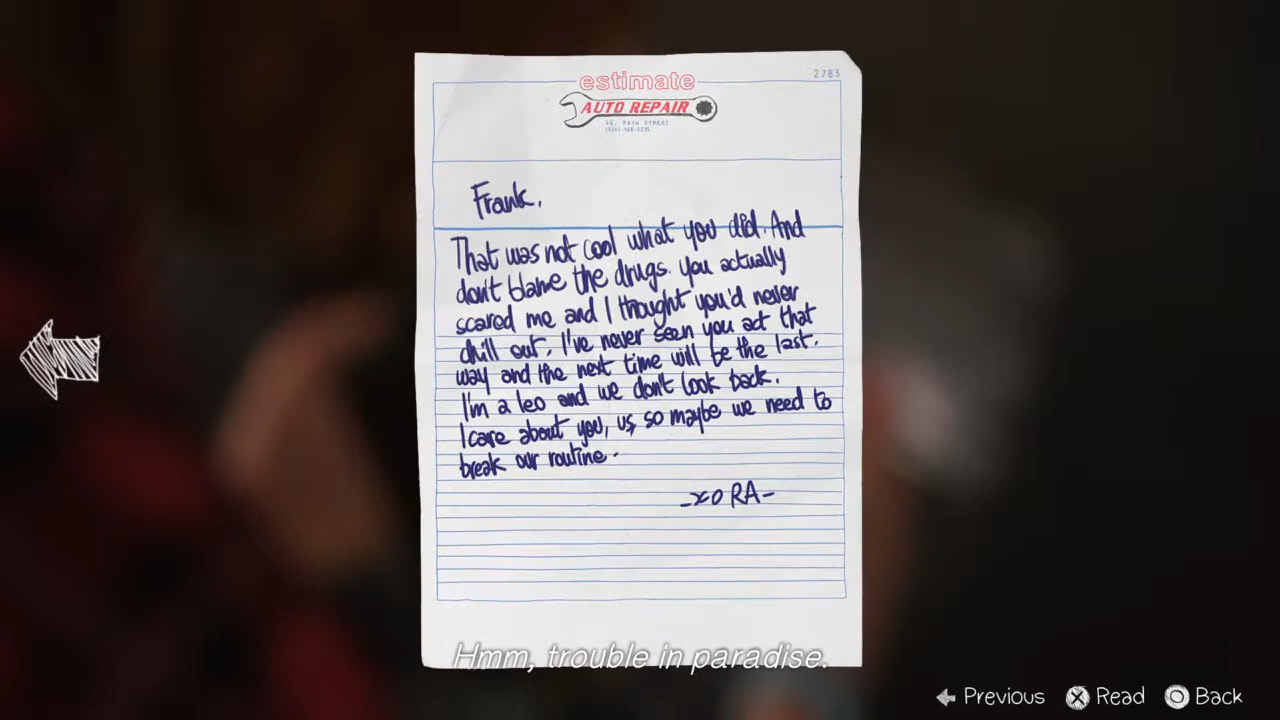 2783
estimate
AUTO REPAIR
Frank,
That was not cool what you did. And
don't blame the drugs. You actually
scared me and I thought you'd never
chill out. I've never seen you act that
way and the next time will be the last.
I'm a leo and we don't look back.
I care about you, us, so maybe we need to
break our routine.
-xo RA-
Hmm, trouble in paradise.
Previous Read Back